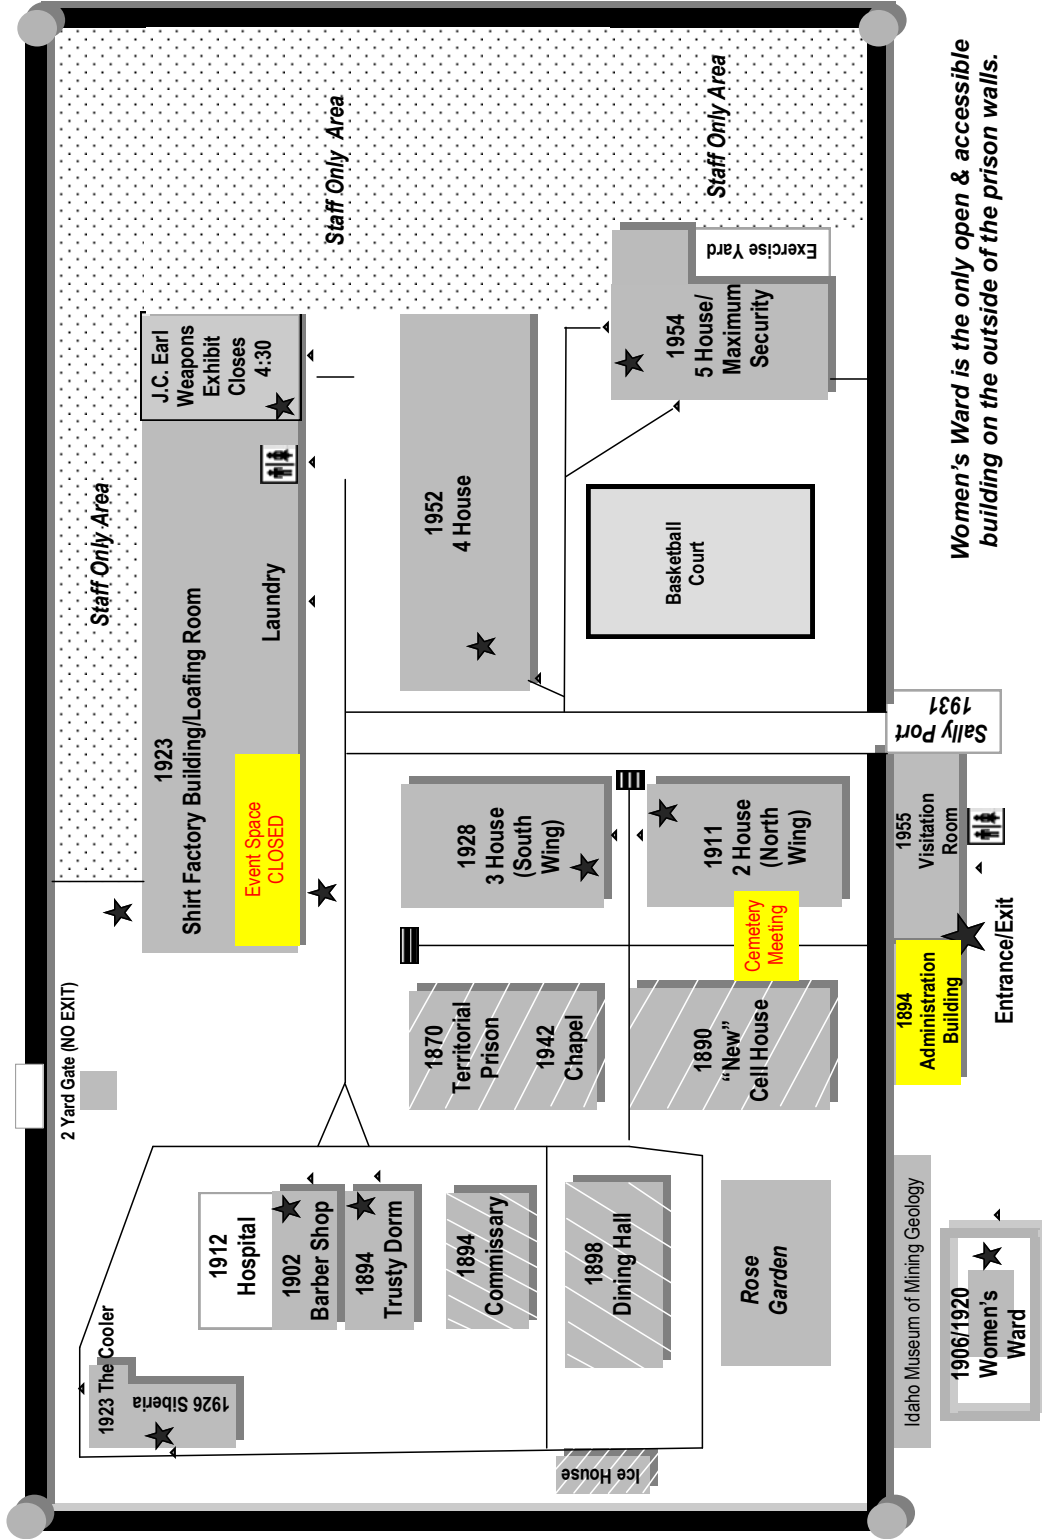 Staff Only Area
Staff Only Area
Staff Only Area
J.C. Earl
Weapons
Exhibit
Closes
4:30
1923
Shirt Factory Building/Loafing Room
Laundry
Event Space
CLOSED
2 Yard Gate (NO EXIT)
1952
4 House
1954
5 House/
Maximum
Security
Exercise Yard
Basketball
Court
1928
3 House
(South
Wing)
1911
2 House
(North
Wing)
Cemetery
Meeting
1870
Territorial
Prison
1942
Chapel
1890
“New”
Cell House
1912
Hospital
1902
Barber Shop
1894
Trusty Dorm
1894
Commissary
1898
Dining Hall
Rose
Garden
1923 The Cooler
1926 Siberia
Ice House
Sally Port
1931
1955
Visitation
Room
1894
Administration
Building
Entrance/Exit
Idaho Museum of Mining Geology
1906/1920
Women’s
Ward
Women’s Ward is the only open & accessible
building on the outside of the prison walls.